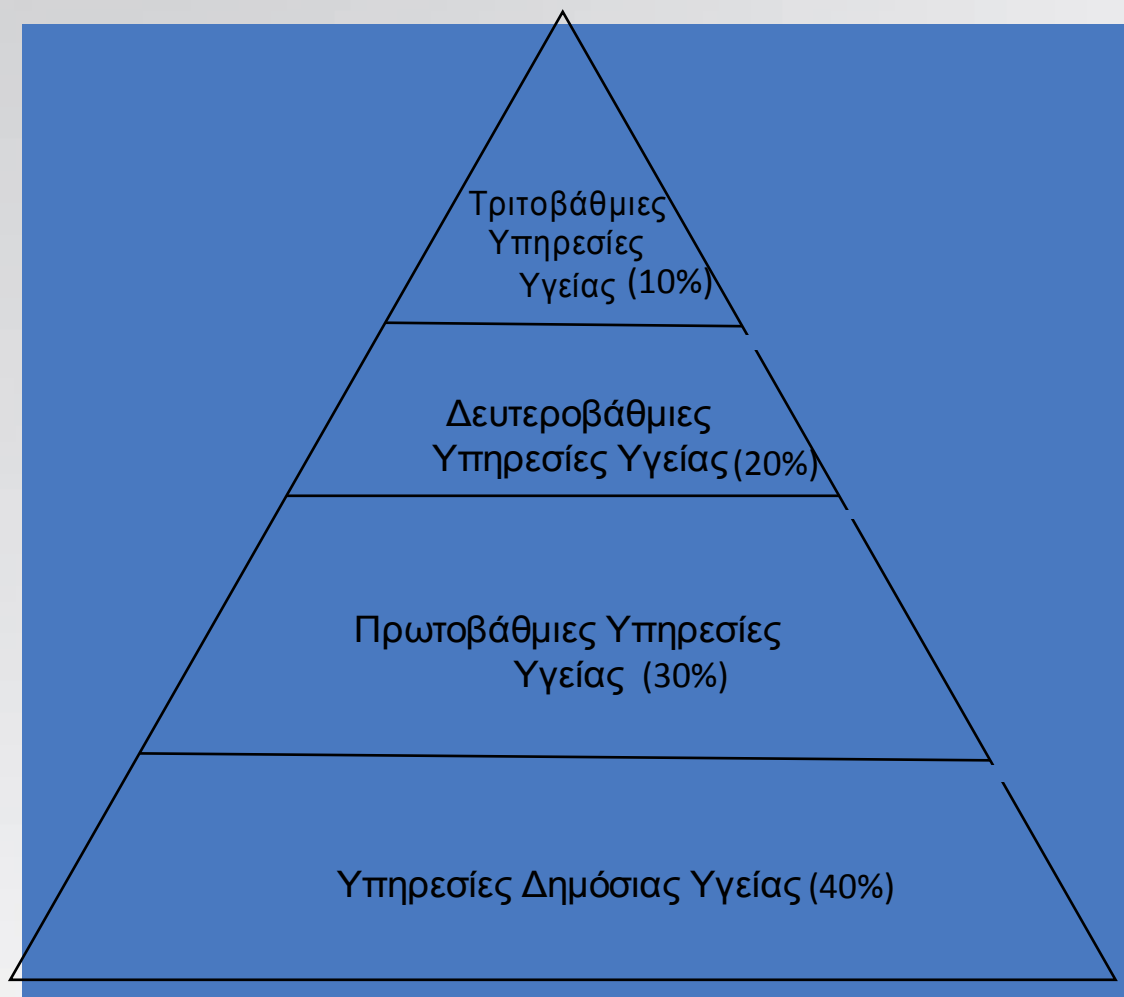 Τριτοβάθμιες
Υπηρεσίες
Υγείας (10%)
Δευτεροβάθμιες
Υπηρεσίες Υγείας (20%)
Πρωτοβάθμιες Υπηρεσίες
Υγείας (30%)
Υπηρεσίες Δημόσιας Υγείας (40%)